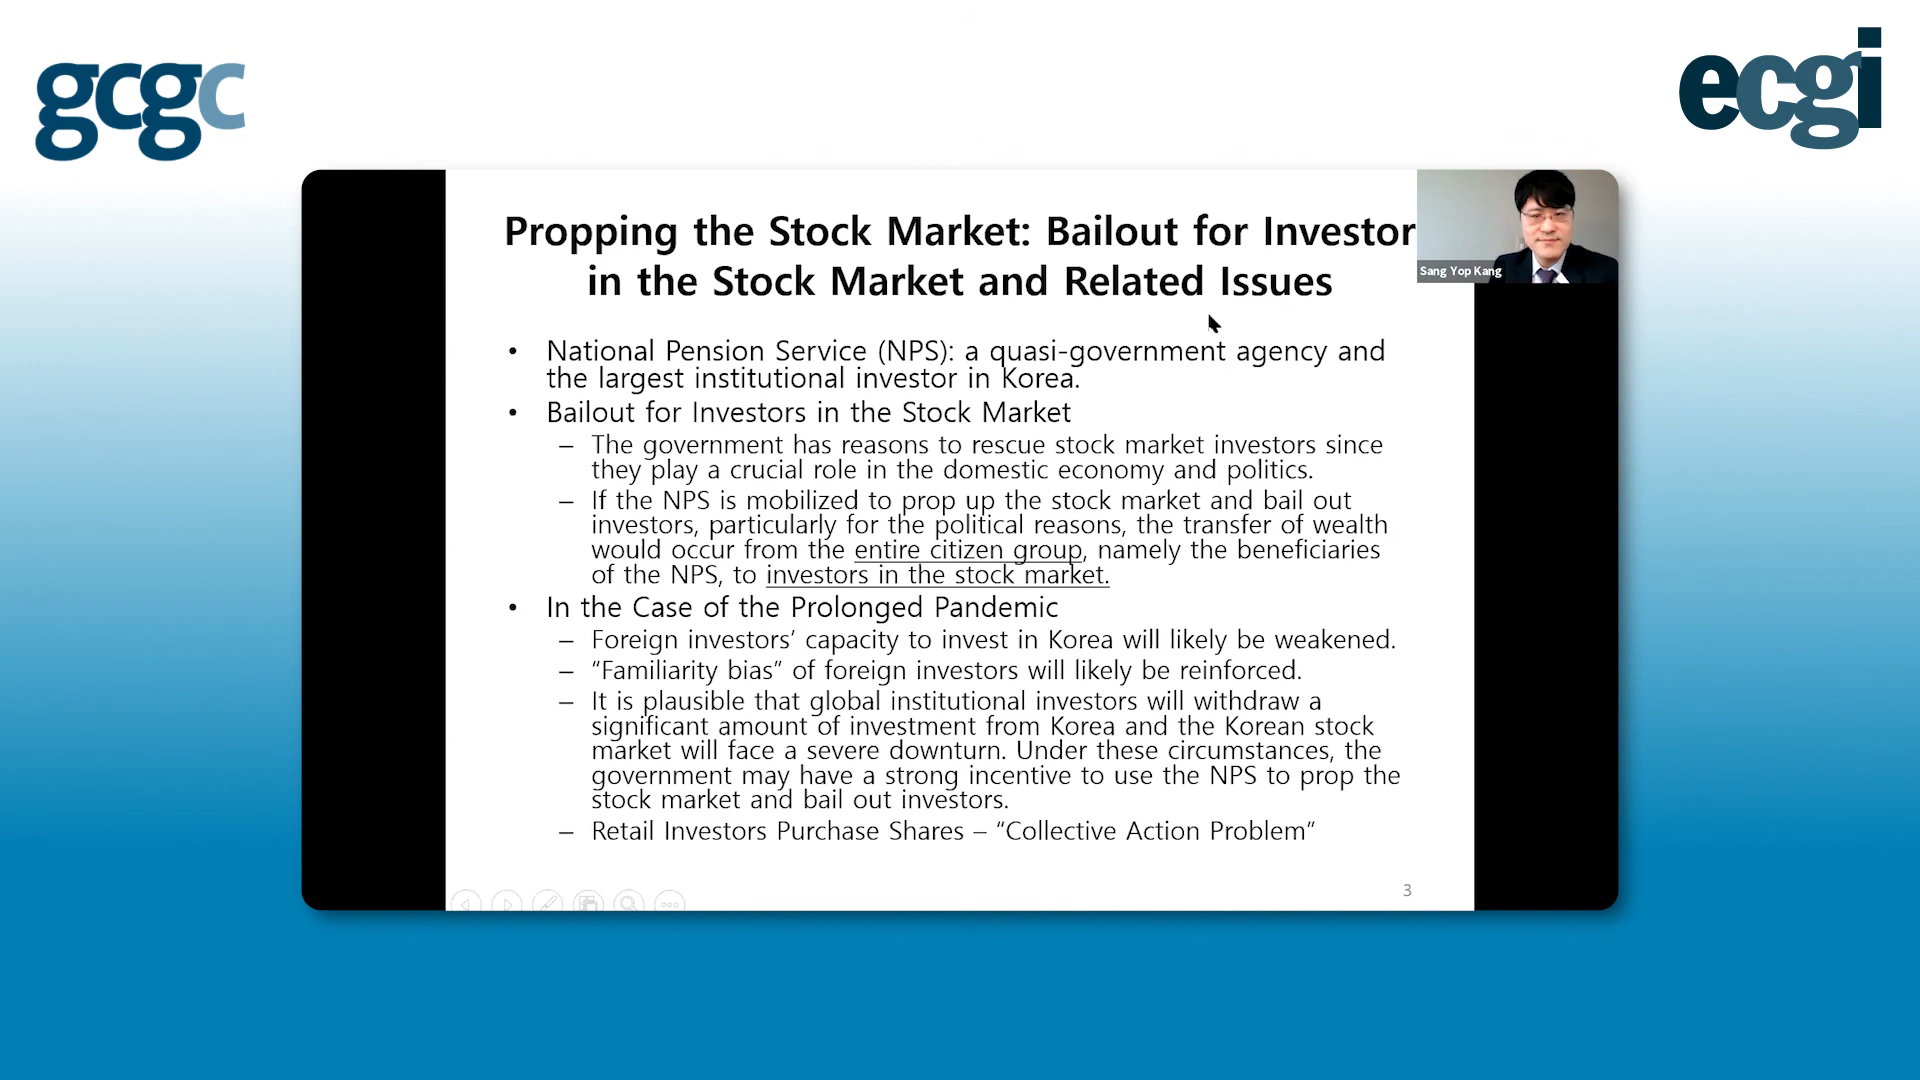 gcgc
ecgi
Propping the Stock Market: Bailout for Investor
in the Stock Market and Related Issues
Sang Yop Kang
• National Pension Service (NPS): a quasi-government agency and
the largest institutional investor in Korea.
• Bailout for Investors in the Stock Market
– The government has reasons to rescue stock market investors since
they play a crucial role in the domestic economy and politics.
– If the NPS is mobilized to prop up the stock market and bail out
investors, particularly for the political reasons, the transfer of wealth
would occur from the entire citizen group, namely the beneficiaries
of the NPS, to investors in the stock market.
• In the Case of the Prolonged Pandemic
– Foreign investors’ capacity to invest in Korea will likely be weakened.
– “Familiarity bias” of foreign investors will likely be reinforced.
– It is plausible that global institutional investors will withdraw a
significant amount of investment from Korea and the Korean stock
market will face a severe downturn. Under these circumstances, the
government may have a strong incentive to use the NPS to prop the
stock market and bail out investors.
– Retail Investors Purchase Shares – “Collective Action Problem”
3